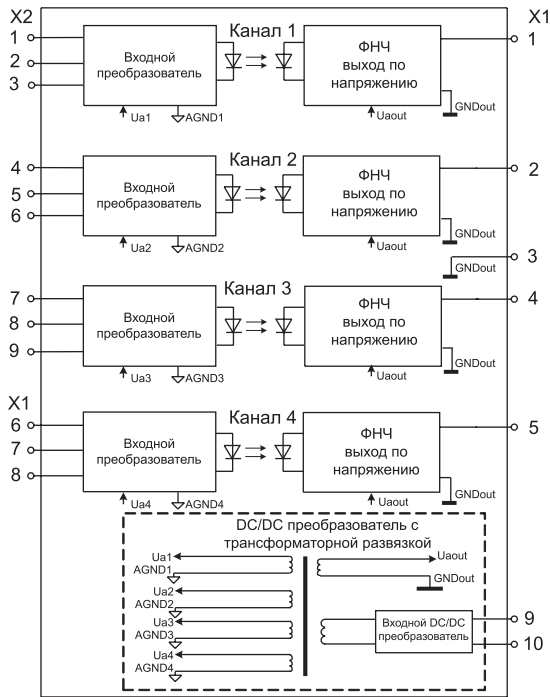 X2
X1
1
2
3
Канал 1
Входной
преобразователь
ФНЧ
выход по
напряжению
1
Ua1
AGND1
Uaout
GNDout
4
5
6
Канал 2
Входной
преобразователь
ФНЧ
выход по
напряжению
2
Ua2
AGND2
Uaout
GNDout
GNDout
3
7
8
9
Канал 3
Входной
преобразователь
ФНЧ
выход по
напряжению
4
Ua3
AGND3
Uaout
GNDout
X1
6
7
8
Канал 4
Входной
преобразователь
ФНЧ
выход по
напряжению
5
Ua4
AGND4
Uaout
GNDout
DC/DC преобразователь с
трансформаторной развязкой
Ua1
AGND1
Ua2
AGND2
Ua3
AGND3
Ua4
AGND4
Uaout
GNDout
Входной DC/DC
преобразователь
9
10